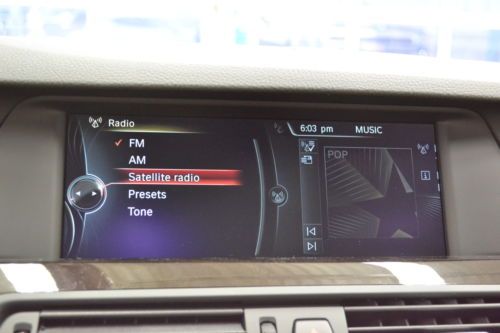 Radio
6:03 pm MUSIC
FM
AM
Satellite radio
Presets
Tone
POP